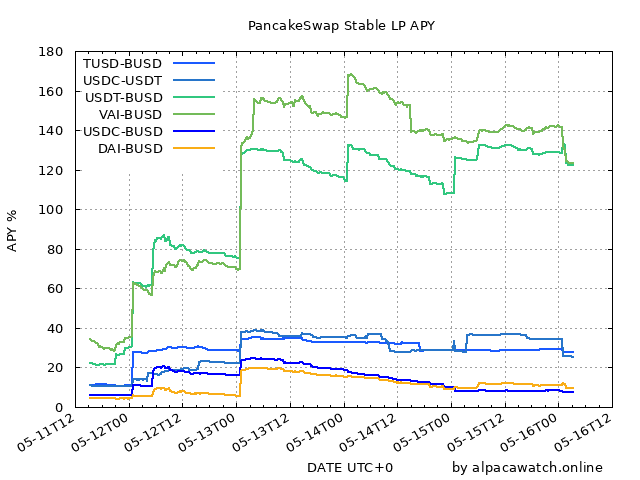 PancakeSwap Stable LP APY
180
160
140
120
100
80
60
40
20
0
APY %
TUSD-BUSD
USDC-USDT
USDT-BUSD
VAI-BUSD
USDC-BUSD
DAI-BUSD
05-11T12
05-12T00
05-12T12
05-13T00
05-13T12
05-14T00
05-14T12
05-15T00
05-15T12
05-16T00
05-16T12
DATE UTC+0
by alpacawatch.online